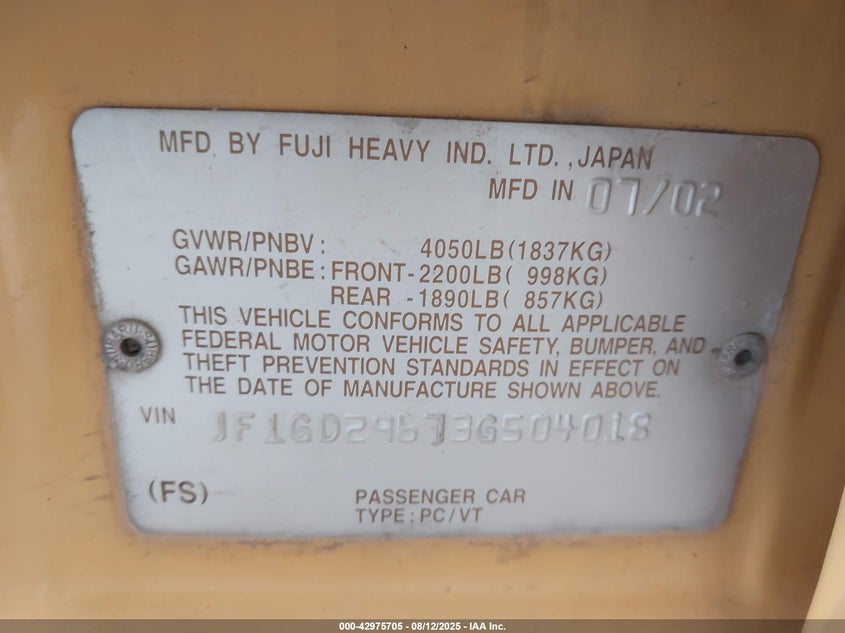 MFD BY FUJI HEAVY IND. LTD., JAPAN
MFD IN 07/02
GVWR/PNBV: 4050LB(1837KG)
GAWR/PNBE: FRONT-2200LB( 998KG)
REAR -1890LB( 857KG)
THIS VEHICLE CONFORMS TO ALL APPLICABLE
FEDERAL MOTOR VEHICLE SAFETY, BUMPER, AND
THEFT PREVENTION STANDARDS IN EFFECT ON
THE DATE OF MANUFACTURE SHOWN ABOVE.
VIN JF1GD29673G504018
(FS) PASSENGER CAR
TYPE: PC/VT
000-42975705 - 08/12/2025 - IAA Inc.